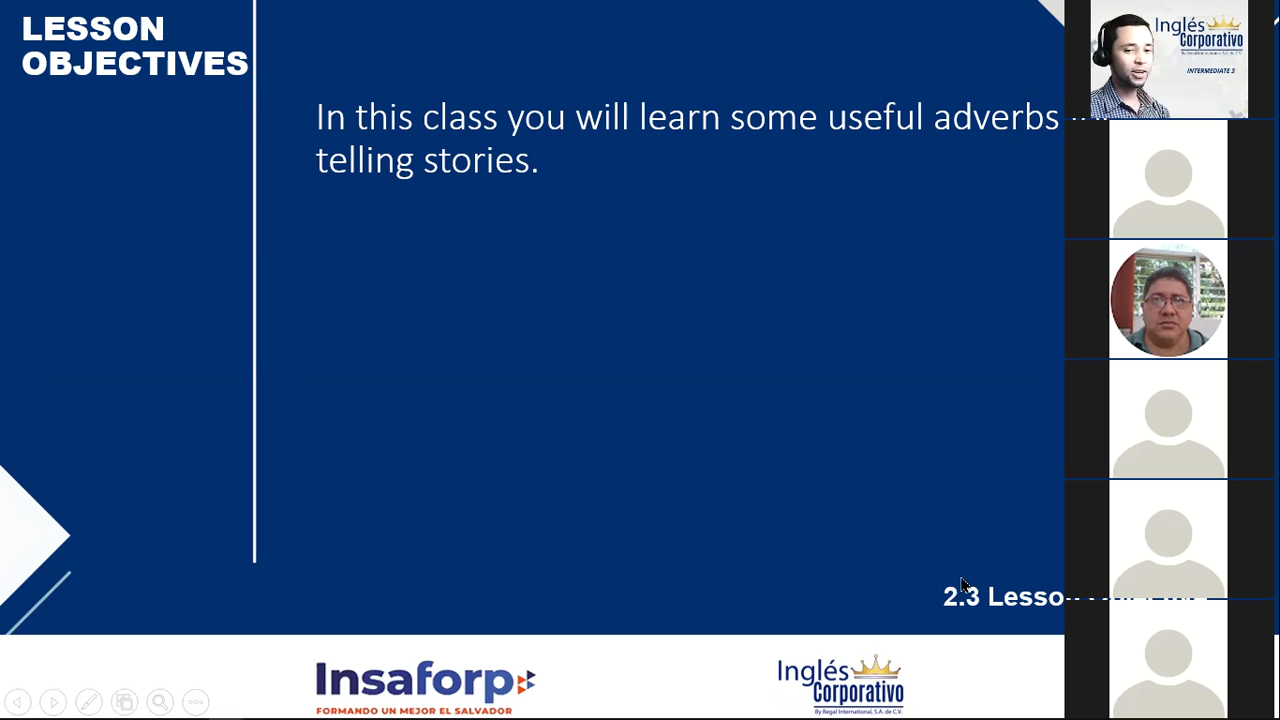 LESSON
OBJECTIVES
In this class you will learn some useful adverbs
telling stories.
Inglés
Corporativo
INTERMEDIATE 3
2.3 Lesson
Insaforp
FORMANDO UN MEJOR EL SALVADOR
Inglés
Corporativo
By Regal International, S.A. de C.V.